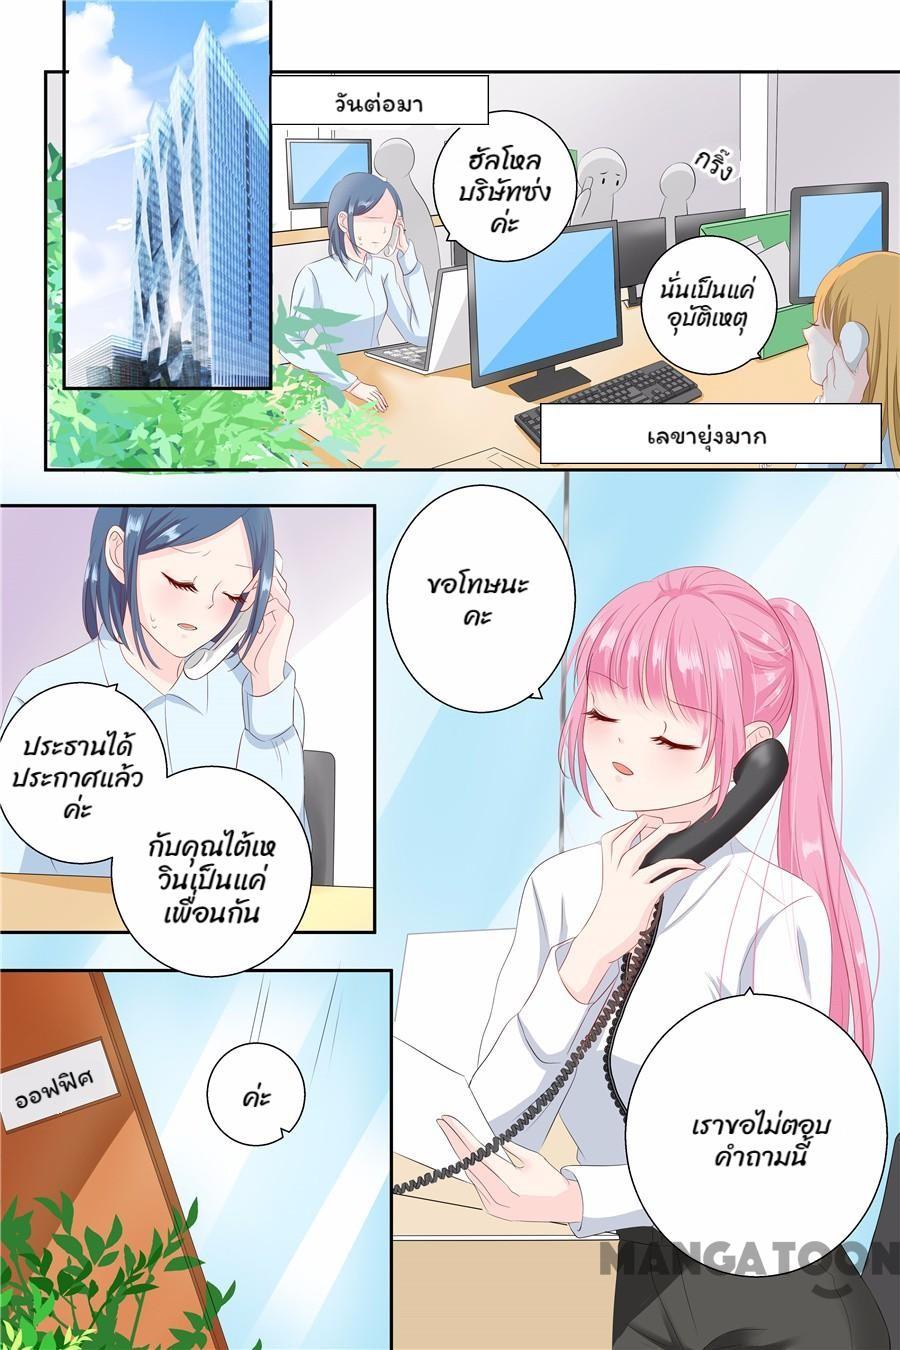 วันต่อมา
ฮัลโหล
บริษัทซ่ง
ค่ะ
กริ๊ง
นั่นเป็นแค่
อุบัติเหตุ
เลขายุ่งมาก
ขอโทษนะ
คะ
ประธานได้
ประกาศแล้ว
ค่ะ
กับคุณไต้เห
วินเป็นแค่
เพื่อนกัน
ออฟฟิศ
ค่ะ
เราขอไม่ตอบ
คำถามนี้
MANGATOON